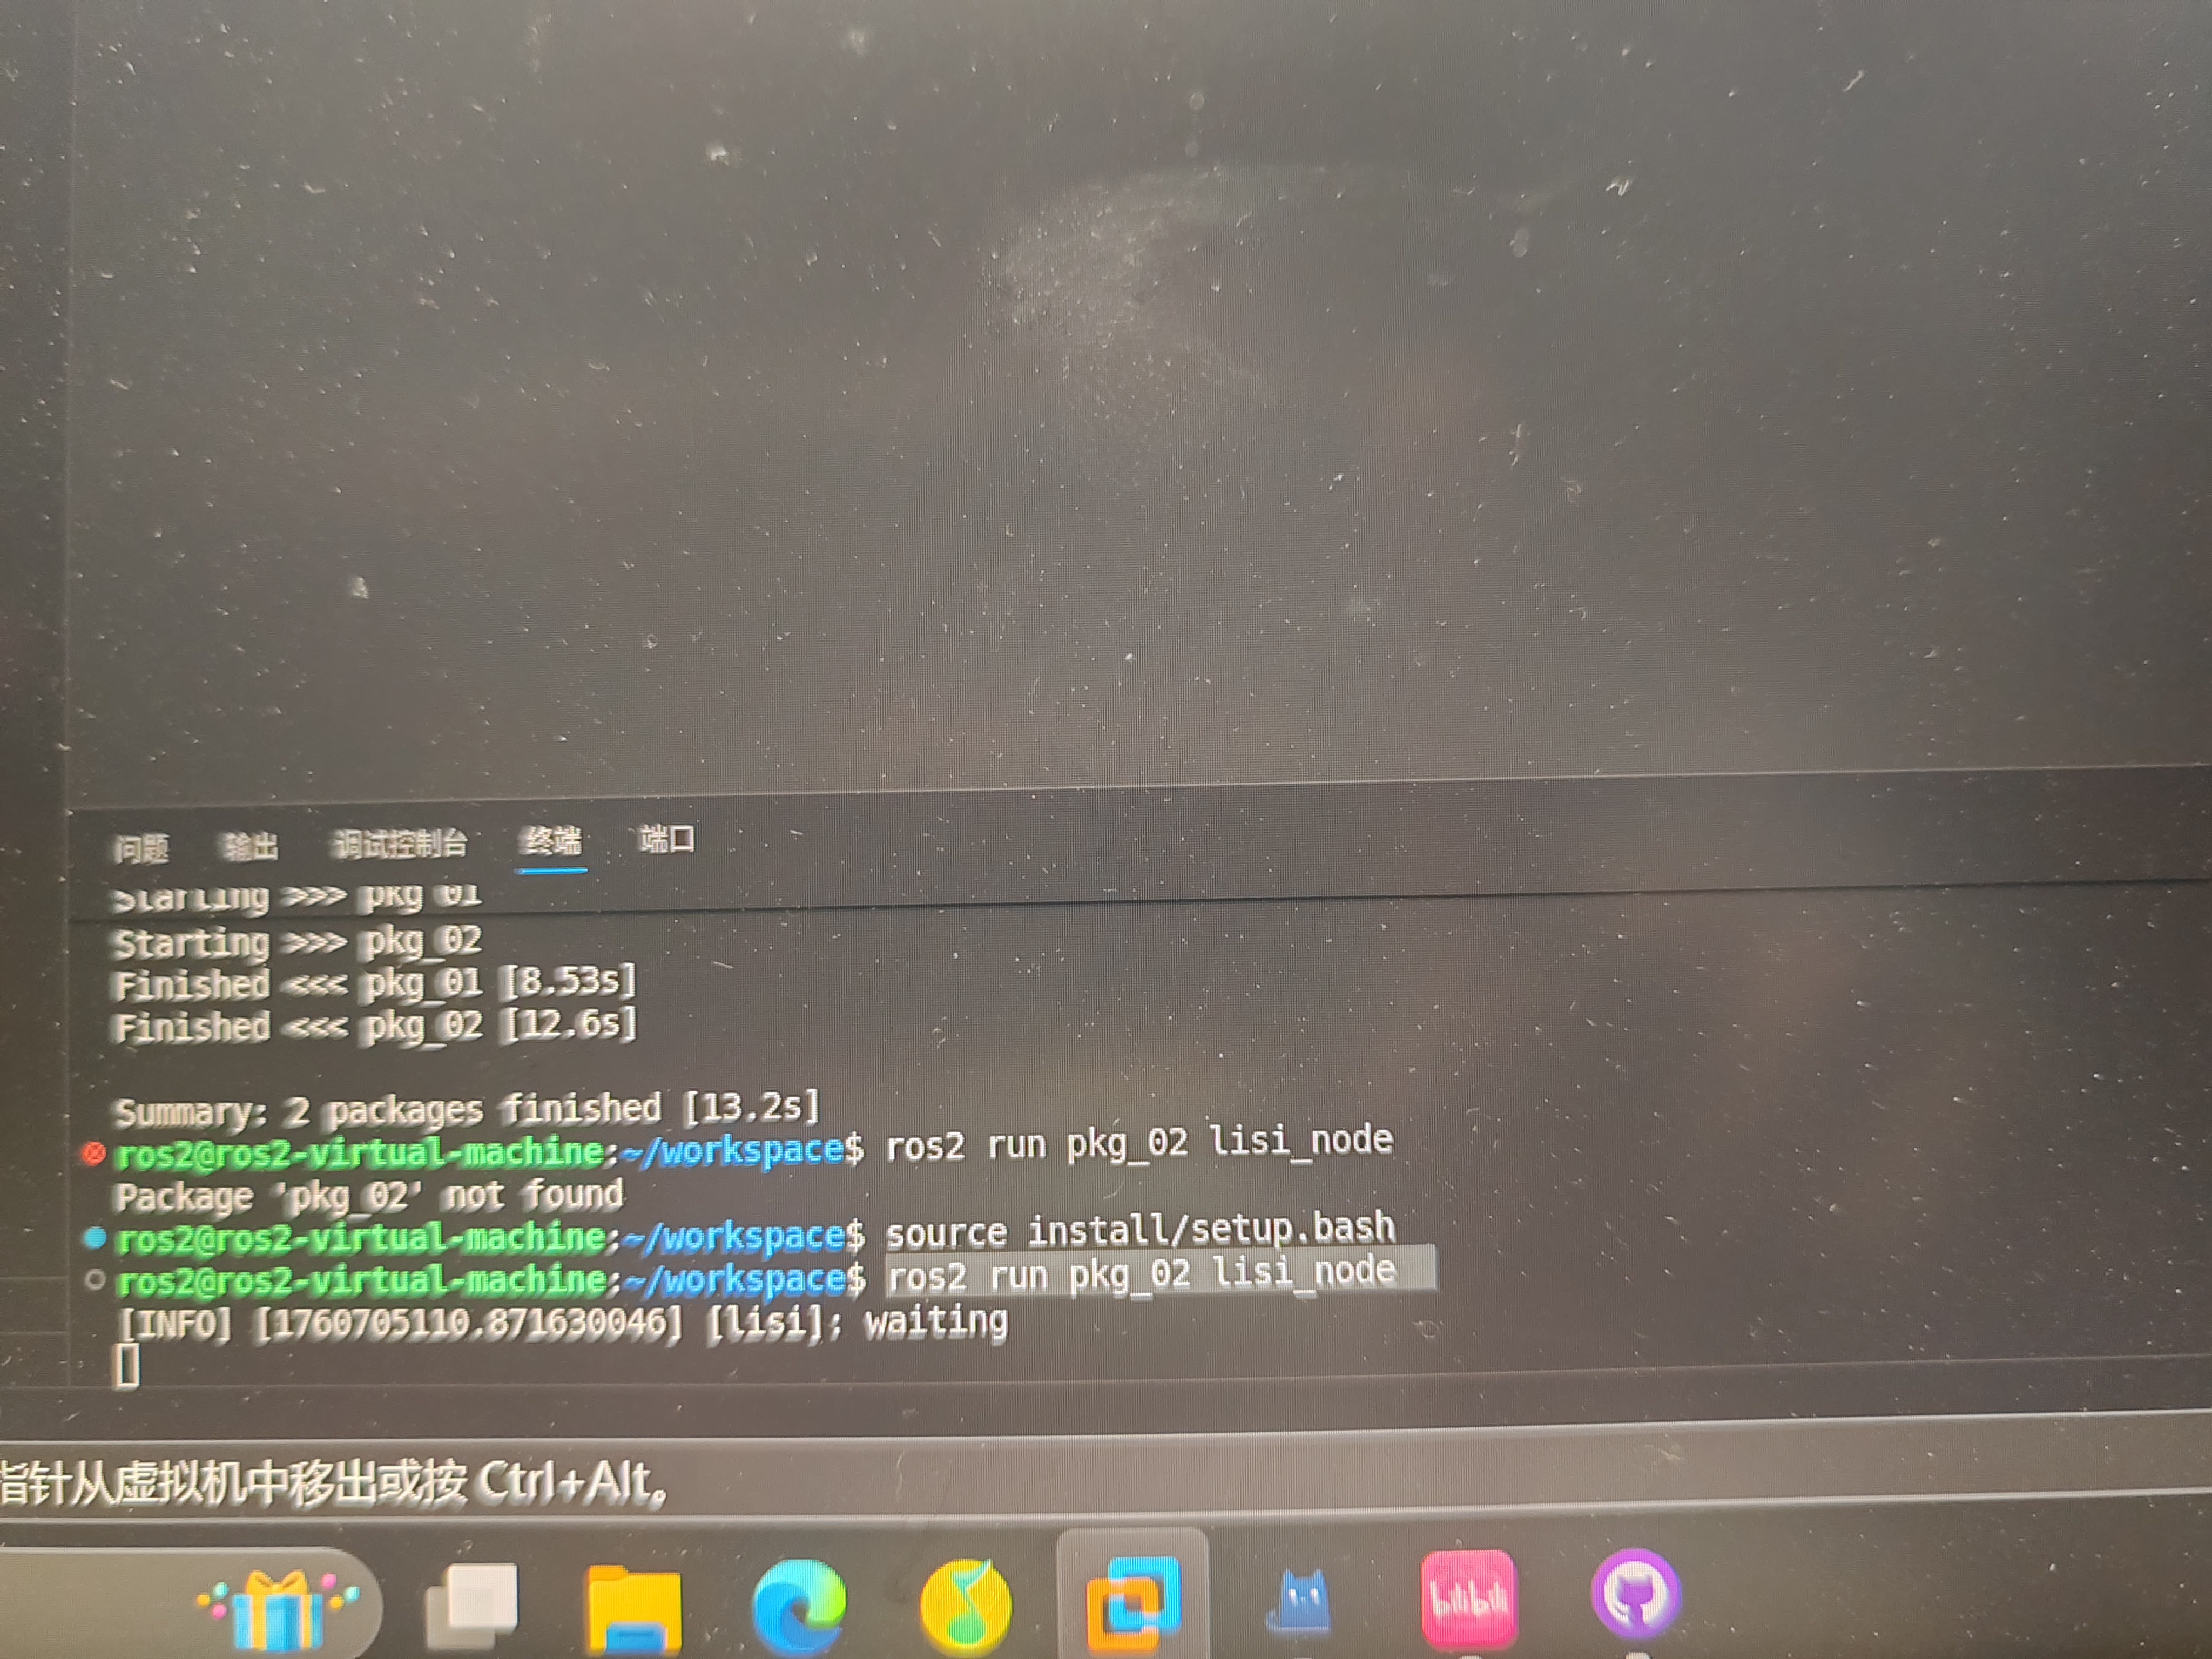 问题 输出 调试控制台 终端 端口
Starting >>> pkg_01
Starting >>> pkg_02
Finished <<< pkg_01 [8.53s]
Finished <<< pkg_02 [12.6s]
Summary: 2 packages finished [13.2s]
ros2@ros2-virtual-machine:~/workspace$ ros2 run pkg_02 lisi_node
Package 'pkg_02' not found
ros2@ros2-virtual-machine:~/workspace$ source install/setup.bash
ros2@ros2-virtual-machine:~/workspace$ ros2 run pkg_02 lisi_node
[INFO] [1760705110.871630046] [lisi]: waiting
指针从虚拟机中移出或按 Ctrl+Alt。
bilibili